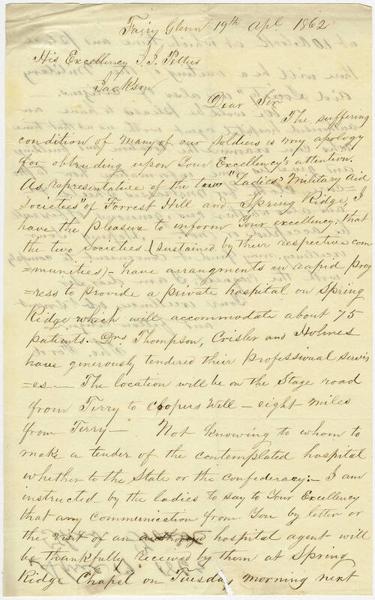 Fairy Glenn 19th Apl 1862
His Excellency J. J. Pettus
Jackson
Dear Sir
The suffering
condition of many of our soldiers is my apology
for obtruding upon Your Excellency's attention.
As representative of the two "Ladies' Military Aid
Societies" of Forrest Hill and Spring Ridge, I
have the pleasure to inform Your excellency, that
the two Societies (sustained by their respective com
=munities) - have arrangments in rapid prog
=ress to provide a private hospital on Spring
Ridge which will accommodate about 75
patients. Drs Thompson, Crisler and Holmes
have generously tendered their professional servic
=es — The location will be on the Stage road
from Terry to Coopers Well - eight miles
from Terry — Not knowing to whom to
make a tender of the contemplated hospital
whether to the State or the Confederacy - I am
instructed by the ladies to say to Your Excellency
that any communication from You by letter or
the visit of an hospital agent will
be thankfully received by them at Spring
Ridge Chapel on Tuesday morning next